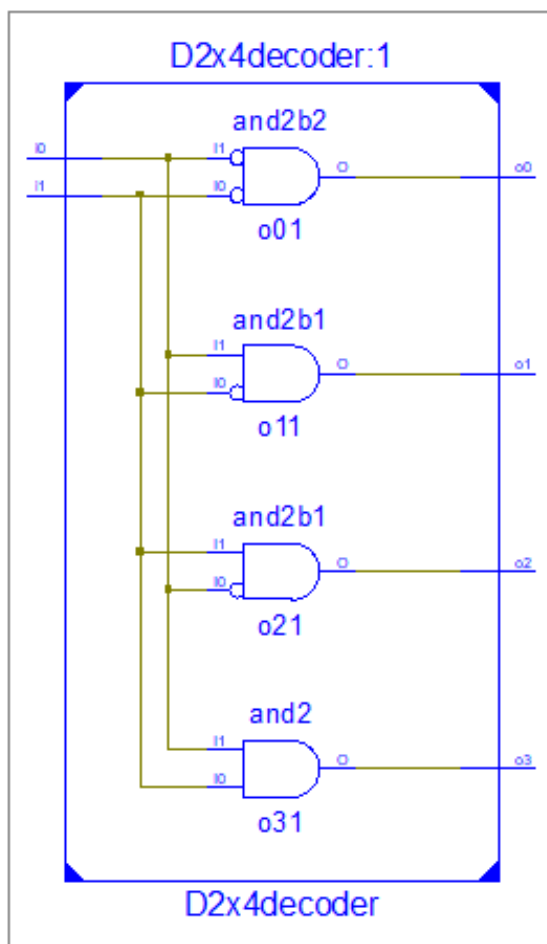 D2x4decoder:1
and2b2
I0 I1 O o0
I1 I0
o01
and2b1
I1 O o1
I0
o11
and2b1
I1 O o2
I0
o21
and2
I1 O o3
I0
o31
D2x4decoder